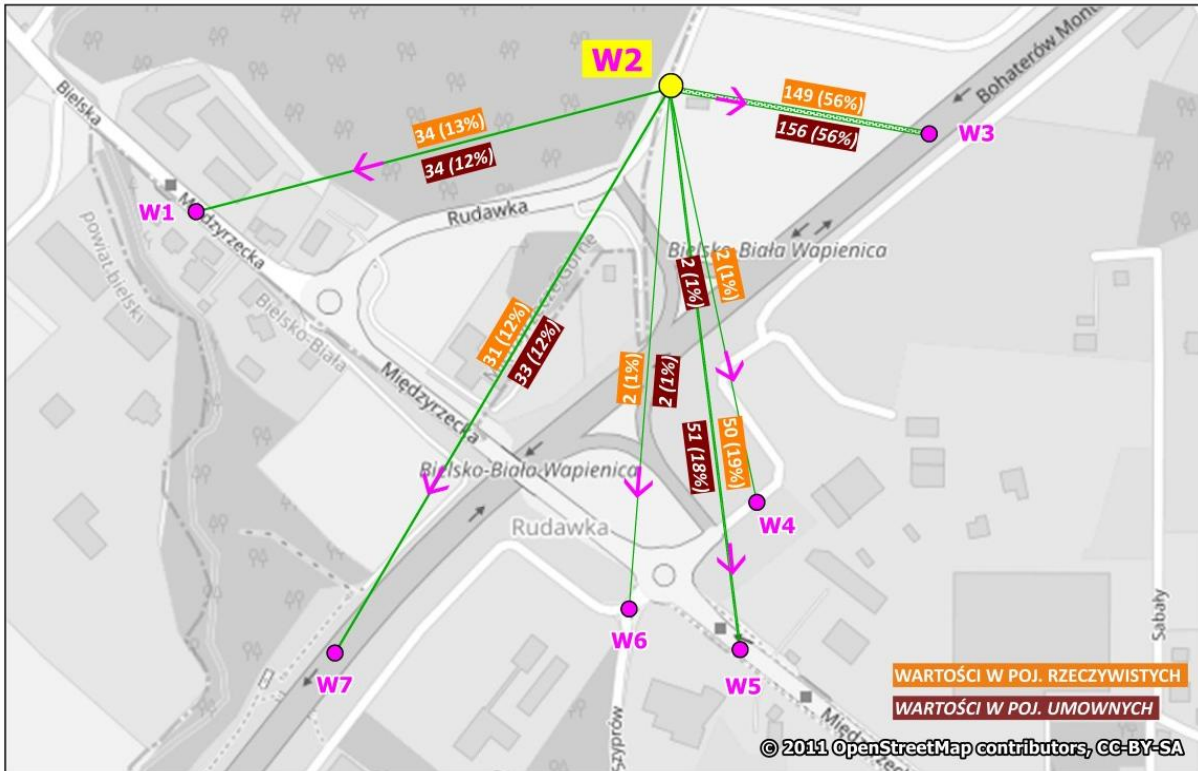 Bohaterów Mont
W2
149 (56%)
156 (56%)
W3
Bielska
34 (13%)
34 (12%)
W1
Międzyrzecka
Rudawka
powiat bielski
Bielsko-Biała
Bielsko-Biała Wapienica
2 (1%)
2 (1%)
31 (12%)
33 (12%)
Międzyrzecka
2 (1%)
2 (1%)
51 (18%)
50 (19%)
Bielsko-Biała Wapienica
Rudawka
W4
W6
W5
W7
Sabały
Szyprów
Międzyrzec
WARTOŚCI W POJ. RZECZYWISTYCH
WARTOŚCI W POJ. UMOWNYCH
© 2011 OpenStreetMap contributors, CC-BY-SA